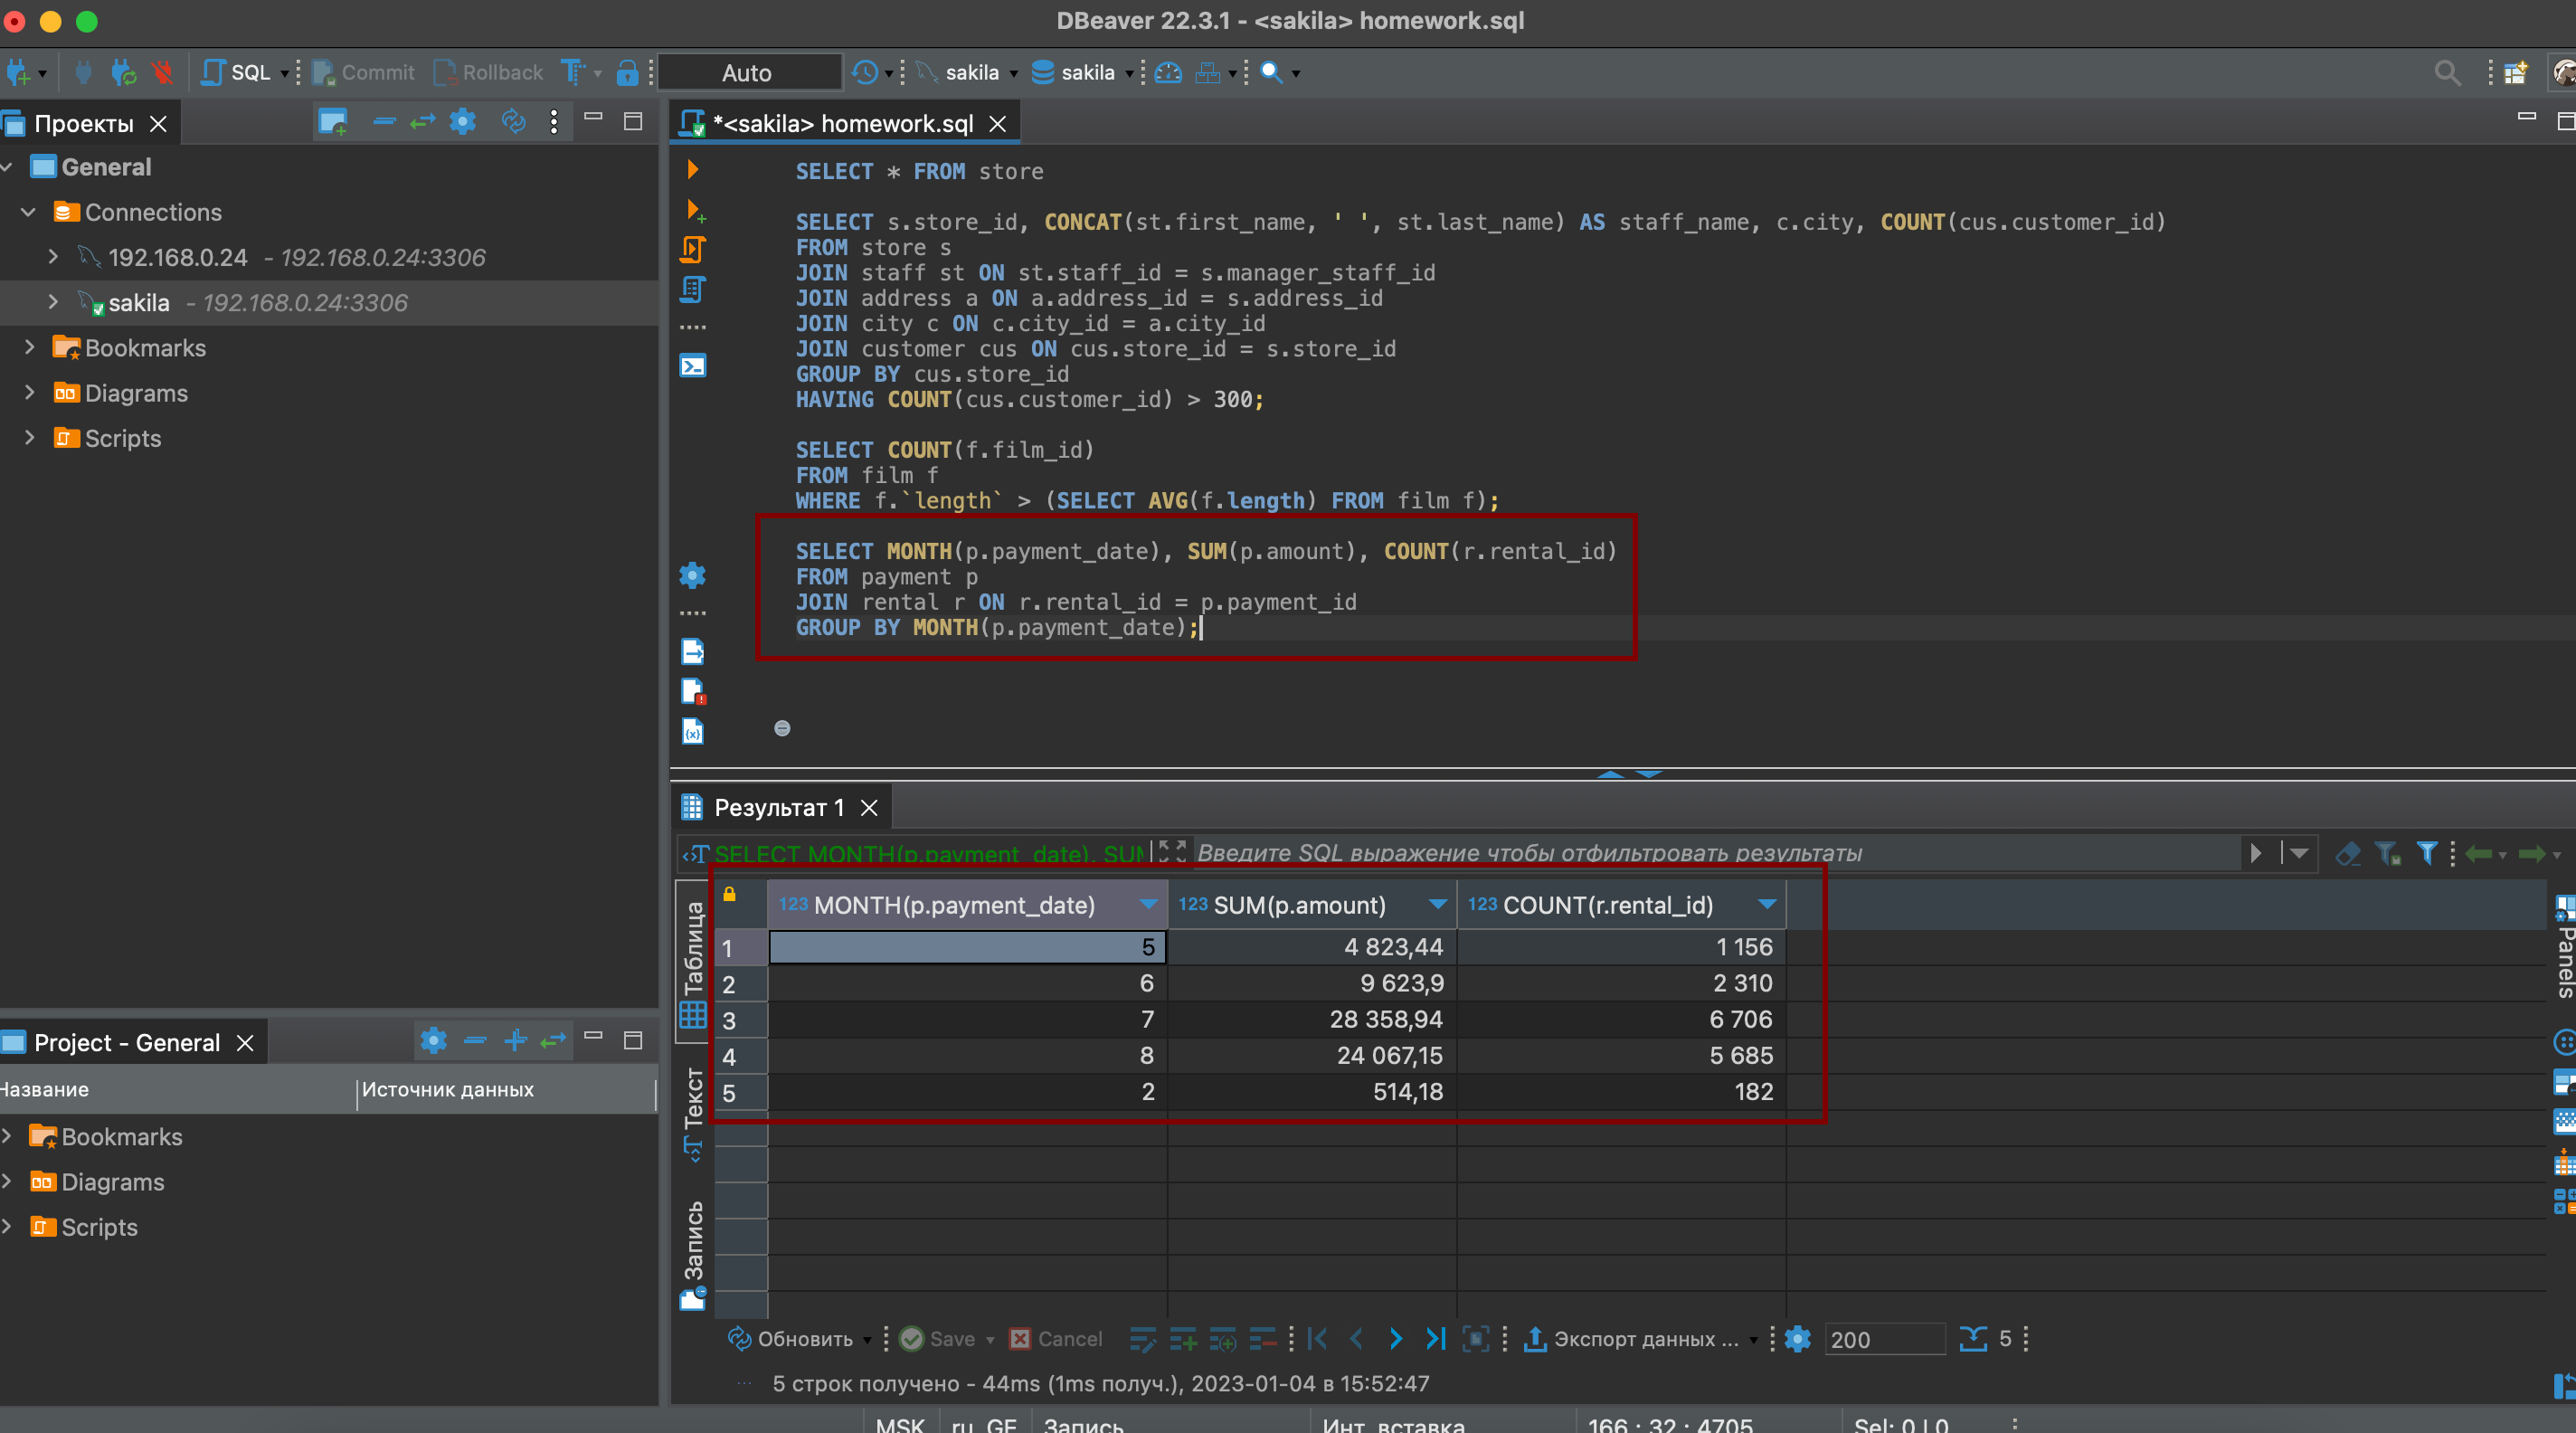 DBeaver 22.3.1 - <sakila> homework.sql
SQL Commit Rollback Auto sakila sakila
Проекты
*<sakila> homework.sql
General
Connections
192.168.0.24 - 192.168.0.24:3306
sakila - 192.168.0.24:3306
Bookmarks
Diagrams
Scripts
SELECT * FROM store
SELECT s.store_id, CONCAT(st.first_name, ' ', st.last_name) AS staff_name, c.city, COUNT(cus.customer_id)
FROM store s
JOIN staff st ON st.staff_id = s.manager_staff_id
JOIN address a ON a.address_id = s.address_id
JOIN city c ON c.city_id = a.city_id
JOIN customer cus ON cus.store_id = s.store_id
GROUP BY cus.store_id
HAVING COUNT(cus.customer_id) > 300;
SELECT COUNT(f.film_id)
FROM film f
WHERE f.`length` > (SELECT AVG(f.length) FROM film f);
SELECT MONTH(p.payment_date), SUM(p.amount), COUNT(r.rental_id)
FROM payment p
JOIN rental r ON r.rental_id = p.payment_id
GROUP BY MONTH(p.payment_date);
Результат 1
SELECT MONTH(p.payment_date), SUM Введите SQL выражение чтобы отфильтровать результаты
Таблица
Текст
Запись
Panels
123 MONTH(p.payment_date) 123 SUM(p.amount) 123 COUNT(r.rental_id)
1 5 4 823,44 1 156
2 6 9 623,9 2 310
3 7 28 358,94 6 706
4 8 24 067,15 5 685
5 2 514,18 182
Project - General
Название Источник данных
Bookmarks
Diagrams
Scripts
Обновить Save Cancel Экспорт данных ... 200 5
5 строк получено - 44ms (1ms получ.), 2023-01-04 в 15:52:47
MSK ru_GE Запись Инт. вставка 166 : 32 : 4705 Sel: 0 | 0